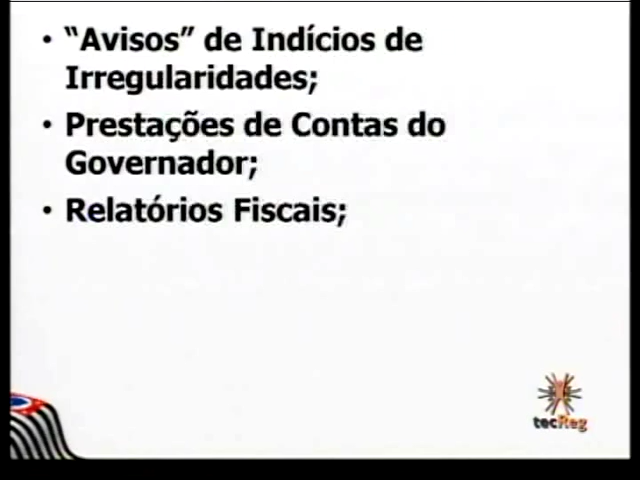 • “Avisos” de Indícios de
Irregularidades;
• Prestações de Contas do
Governador;
• Relatórios Fiscais;
tecReg